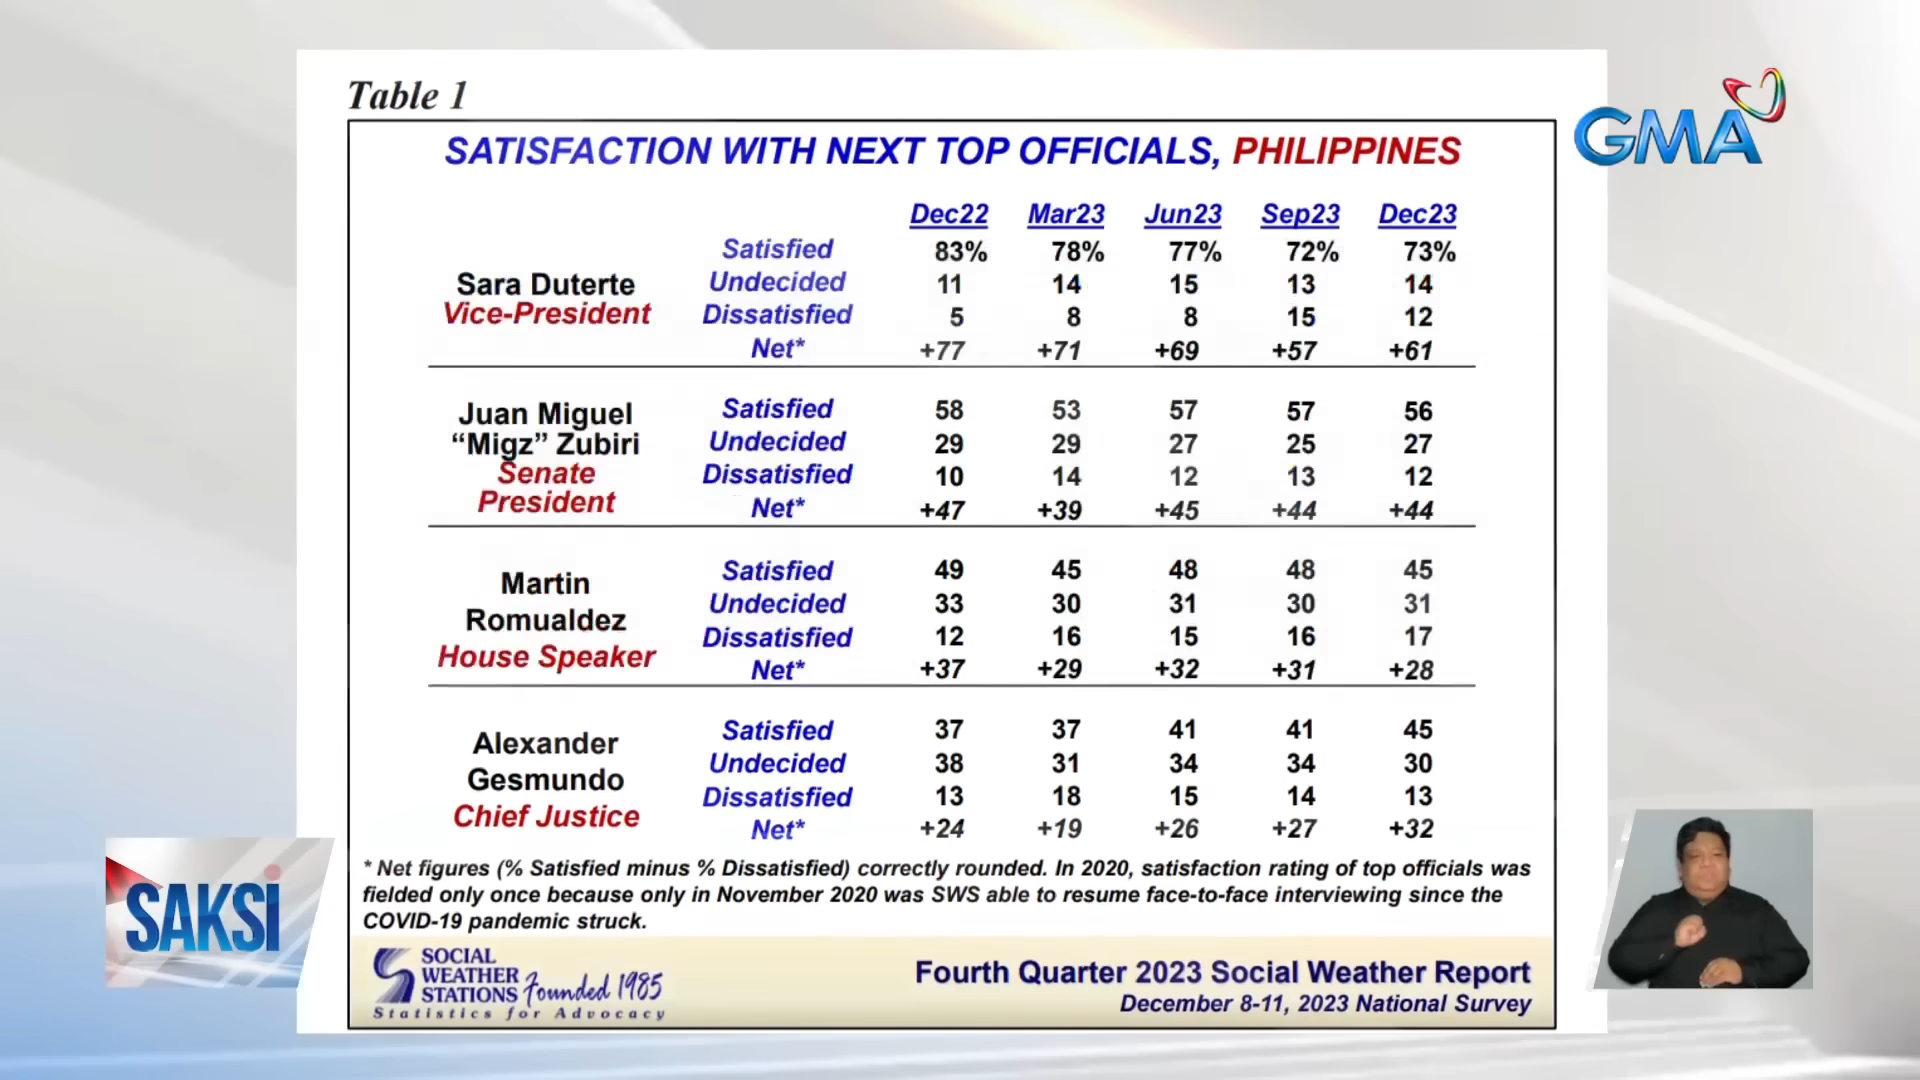 Table 1
GMA
SATISFACTION WITH NEXT TOP OFFICIALS, PHILIPPINES
Dec22 Mar23 Jun23 Sep23 Dec23
Sara Duterte
Vice-President
Satisfied 83% 78% 77% 72% 73%
Undecided 11 14 15 13 14
Dissatisfied 5 8 8 15 12
Net* +77 +71 +69 +57 +61
Juan Miguel
“Migz” Zubiri
Senate
President
Satisfied 58 53 57 57 56
Undecided 29 29 27 25 27
Dissatisfied 10 14 12 13 12
Net* +47 +39 +45 +44 +44
Martin
Romualdez
House Speaker
Satisfied 49 45 48 48 45
Undecided 33 30 31 30 31
Dissatisfied 12 16 15 16 17
Net* +37 +29 +32 +31 +28
Alexander
Gesmundo
Chief Justice
Satisfied 37 37 41 41 45
Undecided 38 31 34 34 30
Dissatisfied 13 18 15 14 13
Net* +24 +19 +26 +27 +32
* Net figures (% Satisfied minus % Dissatisfied) correctly rounded. In 2020, satisfaction rating of top officials was
fielded only once because only in November 2020 was SWS able to resume face-to-face interviewing since the
COVID-19 pandemic struck.
SAKSI
SOCIAL
WEATHER
STATIONS Founded 1985
Statistics for Advocacy
Fourth Quarter 2023 Social Weather Report
December 8-11, 2023 National Survey